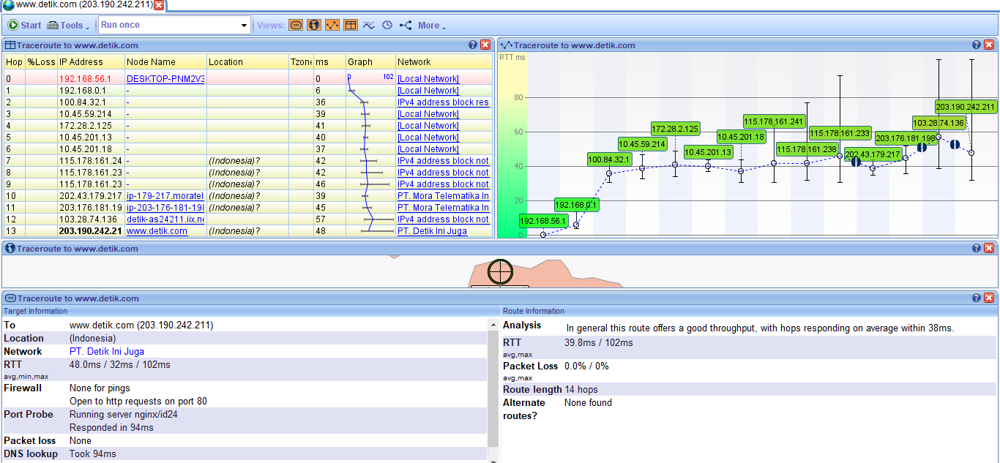 www.detik.com (203.190.242.211)
Start Tools Run once Views: More
Traceroute to www.detik.com
Hop %Loss IP Address Node Name Location Tzone ms Graph Network
0 192.168.56.1 DESKTOP-PNM2V3 0 0 102 [Local Network]
1 192.168.0.1 - 6 [Local Network]
2 100.84.32.1 - 36 IPv4 address block res
3 10.45.59.214 - 39 [Local Network]
4 172.28.2.125 - 41 [Local Network]
5 10.45.201.13 - 40 [Local Network]
6 10.45.201.18 - 37 [Local Network]
7 115.178.161.24 - (Indonesia)? 42 IPv4 address block not
8 115.178.161.23 - (Indonesia)? 42 IPv4 address block not
9 115.178.161.23 - (Indonesia)? 46 IPv4 address block not
10 202.43.179.217 ip-179-217.moratel 39 PT. Mora Telematika In
11 203.176.181.19 ip-203-176-181-198 45 PT. Mora Telematika In
12 103.28.74.136 detik-as24211.iix.ne 57 IPv4 address block not
13 203.190.242.21 www.detik.com (Indonesia)? 48 PT. Detik Ini Juga
Traceroute to www.detik.com
RTT ms
80
60
40
20
0
192.168.56.1
192.168.0.1
100.84.32.1
10.45.59.214
172.28.2.125
10.45.201.13
10.45.201.18
115.178.161.241
115.178.161.238
115.178.161.233
202.43.179.217
203.176.181.198
103.28.74.136
203.190.242.211
Traceroute to www.detik.com
Traceroute to www.detik.com
Target Information
To www.detik.com (203.190.242.211)
Location (Indonesia)
Network PT. Detik Ini Juga
RTT 48.0ms / 32ms / 102ms
avg,min,max
Firewall None for pings
Open to http requests on port 80
Port Probe Running server nginx/id24
Responded in 94ms
Packet loss None
DNS lookup Took 94ms
Route Information
Analysis In general this route offers a good throughput, with hops responding on average within 38ms.
RTT 39.8ms / 102ms
avg,max
Packet Loss 0.0% / 0%
avg,max
Route length 14 hops
Alternate None found
routes?